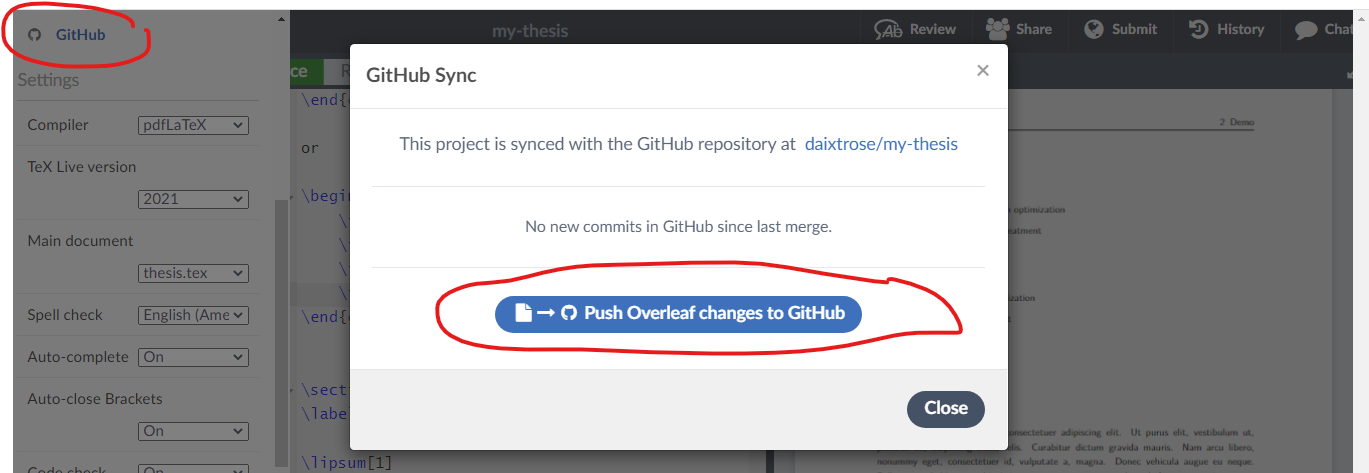 GitHub
my-thesis
Review
Share
Submit
History
Chat
Settings
Compiler
pdfLaTeX
TeX Live version
2021
Main document
thesis.tex
Spell check
English (Ame
Auto-complete
On
Auto-close Brackets
On
Code check
On
ce
R
\end{
or
\begin
\
\
\
\
\end{
\secti
\labe
\lipsum[1]
GitHub Sync
×
This project is synced with the GitHub repository at daixtrose/my-thesis
No new commits in GitHub since last merge.
Push Overleaf changes to GitHub
Close
2 Demo
optimization
eatment
ization
consectetuer adipiscing elit. Ut purus elit, vestibulum ut,
elis. Curabitur dictum gravida mauris. Nam arcu libero,
nonummy eget, consectetuer id, vulputate a, magna. Donec vehicula augue eu neque.